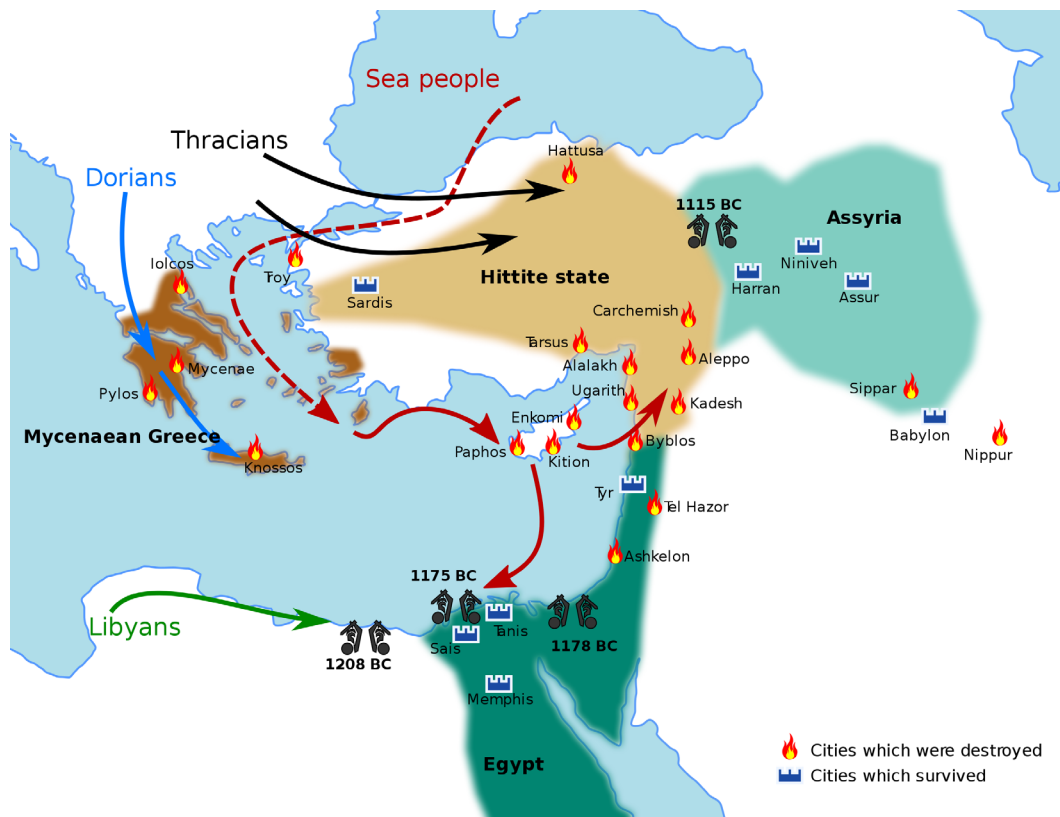 Sea people
Thracians
Hattusa
Dorians
1115 BC
Assyria
Niniveh
Iolcos
Troy
Hittite state
Harran
Assur
Sardis
Carchemish
Tarsus
Alalakh
Aleppo
Mycenae
Pylos
Ugarith
Kadesh
Sippar
Enkomi
Mycenaean Greece
Byblos
Babylon
Paphos
Kition
Nippur
Knossos
Tyr
Tel Hazor
Ashkelon
1175 BC
Libyans
Tanis
Sais
1178 BC
1208 BC
Memphis
Egypt
Cities which were destroyed
Cities which survived